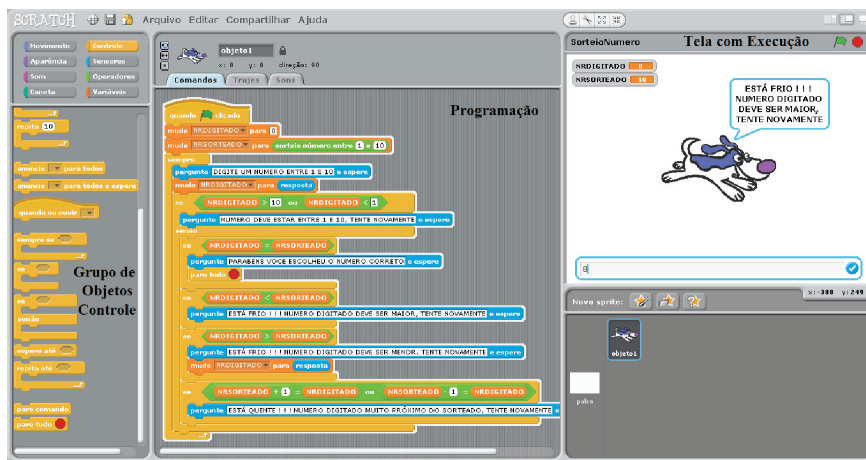 SCRATCH Arquivo Editar Compartilhar Ajuda
Movimento Controle
Aparência Sensores
Som Operadores
Caneta Variáveis
repita 10
anuncie para todos
anuncie para todos e espere
quando eu ouvir
sempre se
se
se
senão
espere até
repita até
pare comando
pare tudo
Grupo de
Objetos
Controle
objeto1
x: 0 y: 0 direção: 90
Comandos Trajes Sons
Programação
quando clicado
mude NRDIGITADO para 0
mude NRSORTEADO para sorteie número entre 1 e 10
sempre
pergunte DIGITE UM NUMERO ENTRE 1 E 10 e espere
mude NRDIGITADO para resposta
se NRDIGITADO > 10 ou NRDIGITADO < 1
pergunte NUMERO DEVE ESTAR ENTRE 1 E 10, TENTE NOVAMENTE e espere
senão
se NRDIGITADO = NRSORTEADO
pergunte PARABENS VOCE ESCOLHEU O NUMERO CORRETO e espere
pare tudo
se NRDIGITADO < NRSORTEADO
pergunte ESTÁ FRIO ! ! ! NUMERO DIGITADO DEVE SER MAIOR, TENTE NOVAMENTE e espere
se NRDIGITADO > NRSORTEADO
pergunte ESTÁ FRIO ! ! ! NUMERO DIGITADO DEVE SER MENOR, TENTE NOVAMENTE e espere
mude NRDIGITADO para resposta
se NRSORTEADO + 1 = NRDIGITADO ou NRSORTEADO - 1 = NRDIGITADO
pergunte ESTÁ QUENTE ! ! ! NUMERO DIGITADO MUITO PRÓXIMO DO SORTEADO, TENTE NOVAMENTE e
SorteioNumero Tela com Execução
NRDIGITADO
NRSORTEADO 10
ESTÁ FRIO ! ! !
NUMERO DIGITADO
DEVE SER MAIOR,
TENTE NOVAMENTE
x:-388 y:249
Novo sprite:
objeto1
palco